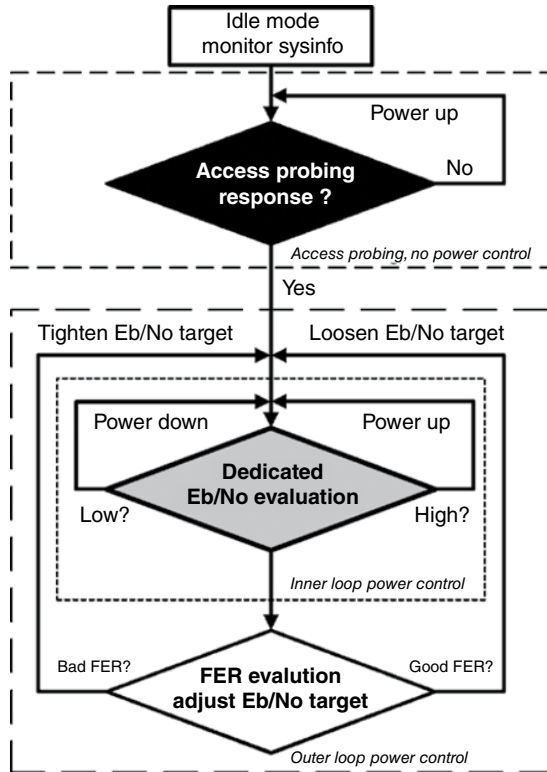 Idle mode
monitor sysinfo
Power up
Access probing
response ?
No
Access probing, no power control
Yes
Tighten Eb/No target
Loosen Eb/No target
Power down
Power up
Dedicated
Eb/No evaluation
Low?
High?
Inner loop power control
Bad FER?
Good FER?
FER evalution
adjust Eb/No target
Outer loop power control